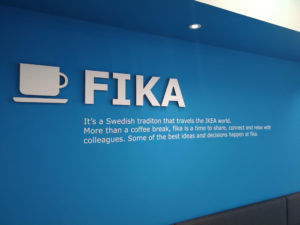 FIKA
It's a Swedish traditon that travels the IKEA world.
More than a coffee break, fika is a time to share, connect and relax with
colleagues. Some of the best ideas and decisions happen at fika.